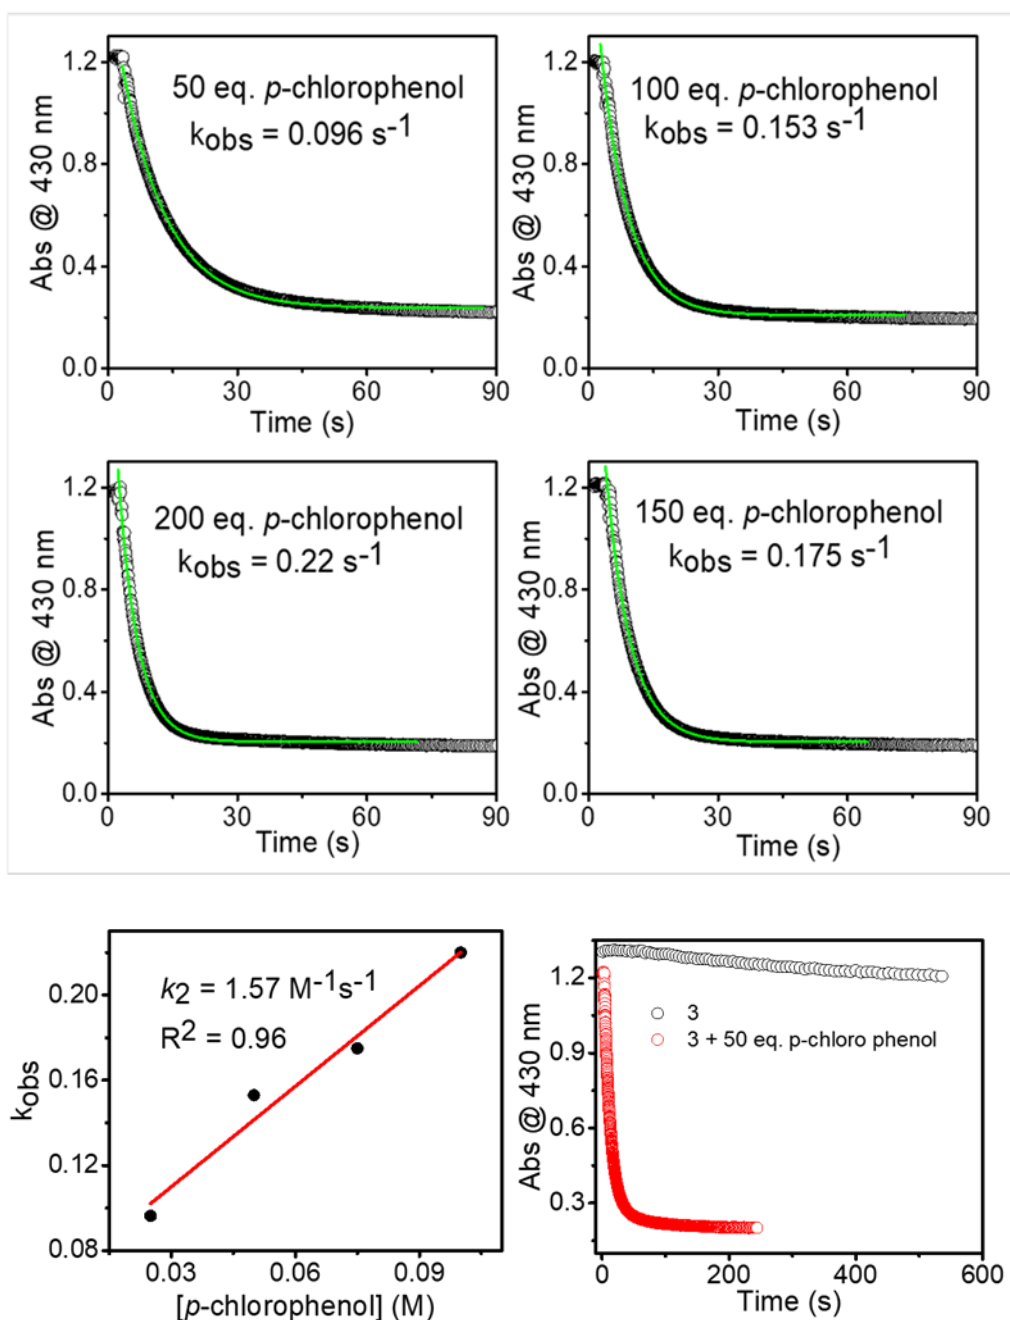 50 eq. p-chlorophenol
kobs = 0.096 s-1
Abs @ 430 nm
1.2
0.8
0.4
0.0
0
30
60
90
Time (s)
100 eq. p-chlorophenol
kobs = 0.153 s-1
Abs @ 430 nm
1.2
0.8
0.4
0.0
0
30
60
90
Time (s)
200 eq. p-chlorophenol
kobs = 0.22 s-1
Abs @ 430 nm
1.2
0.8
0.4
0.0
0
30
60
90
Time (s)
150 eq. p-chlorophenol
kobs = 0.175 s-1
Abs @ 430 nm
1.2
0.8
0.4
0.0
0
30
60
90
Time (s)
k2 = 1.57 M-1s-1
R2 = 0.96
kobs
0.20
0.16
0.12
0.08
0.03
0.06
0.09
[p-chlorophenol] (M)
3
3 + 50 eq. p-chloro phenol
Abs @ 430 nm
1.2
0.9
0.6
0.3
0
200
400
600
Time (s)